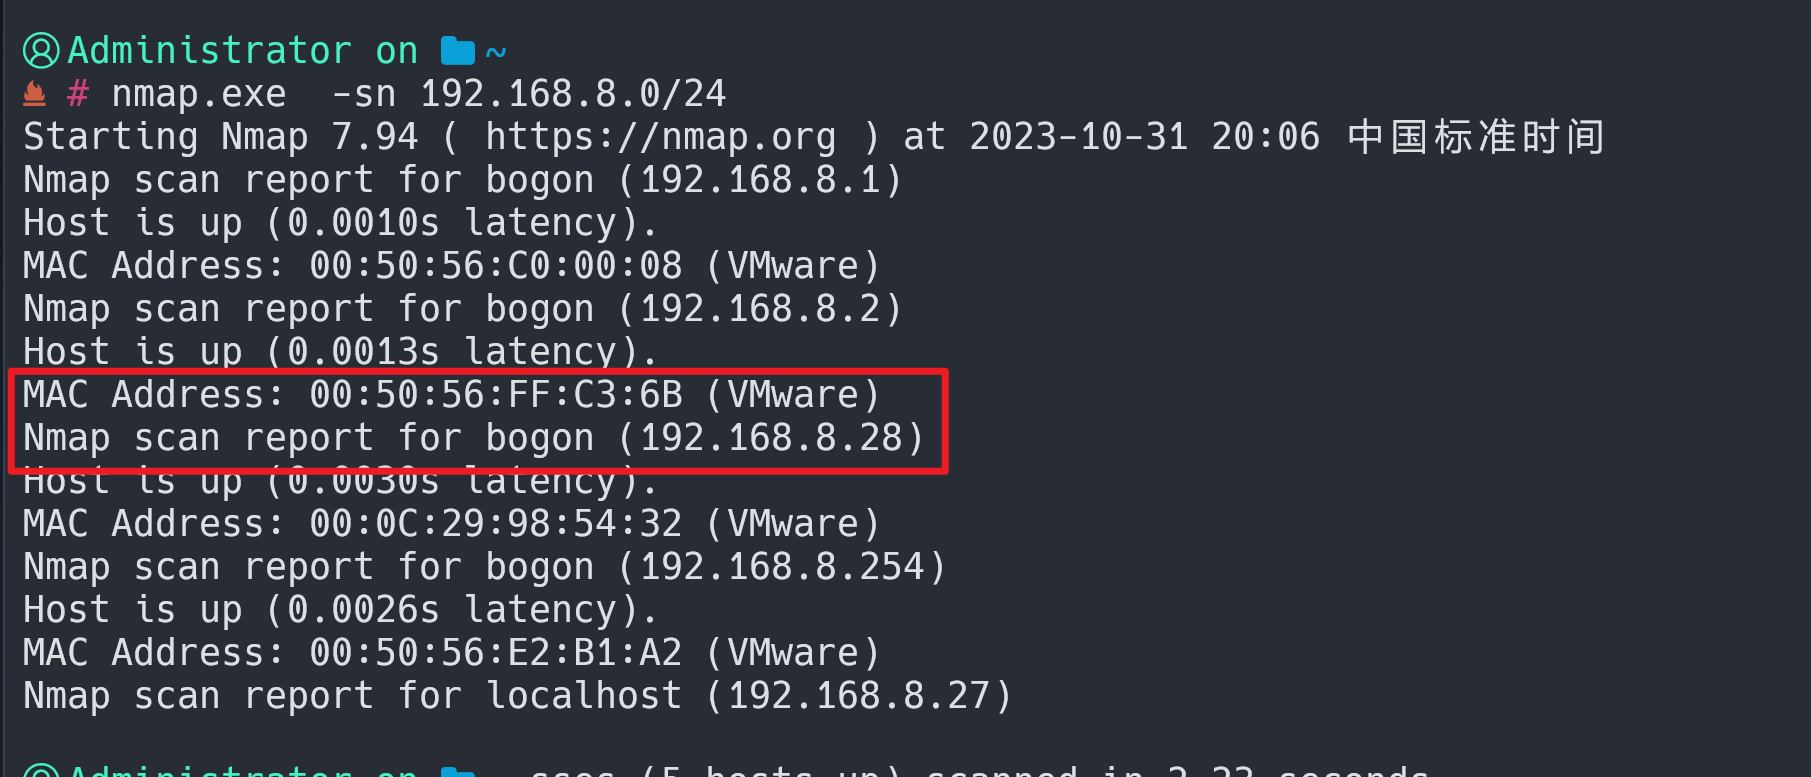 Administrator on ~
# nmap.exe  -sn 192.168.8.0/24
Starting Nmap 7.94 ( https://nmap.org ) at 2023-10-31 20:06 中国标准时间
Nmap scan report for bogon (192.168.8.1)
Host is up (0.0010s latency).
MAC Address: 00:50:56:C0:00:08 (VMware)
Nmap scan report for bogon (192.168.8.2)
Host is up (0.0013s latency).
MAC Address: 00:50:56:FF:C3:6B (VMware)
Nmap scan report for bogon (192.168.8.28)
Host is up (0.0030s latency).
MAC Address: 00:0C:29:98:54:32 (VMware)
Nmap scan report for bogon (192.168.8.254)
Host is up (0.0026s latency).
MAC Address: 00:50:56:E2:B1:A2 (VMware)
Nmap scan report for localhost (192.168.8.27)
Administrator on sses (5 hosts up) scanned in seconds